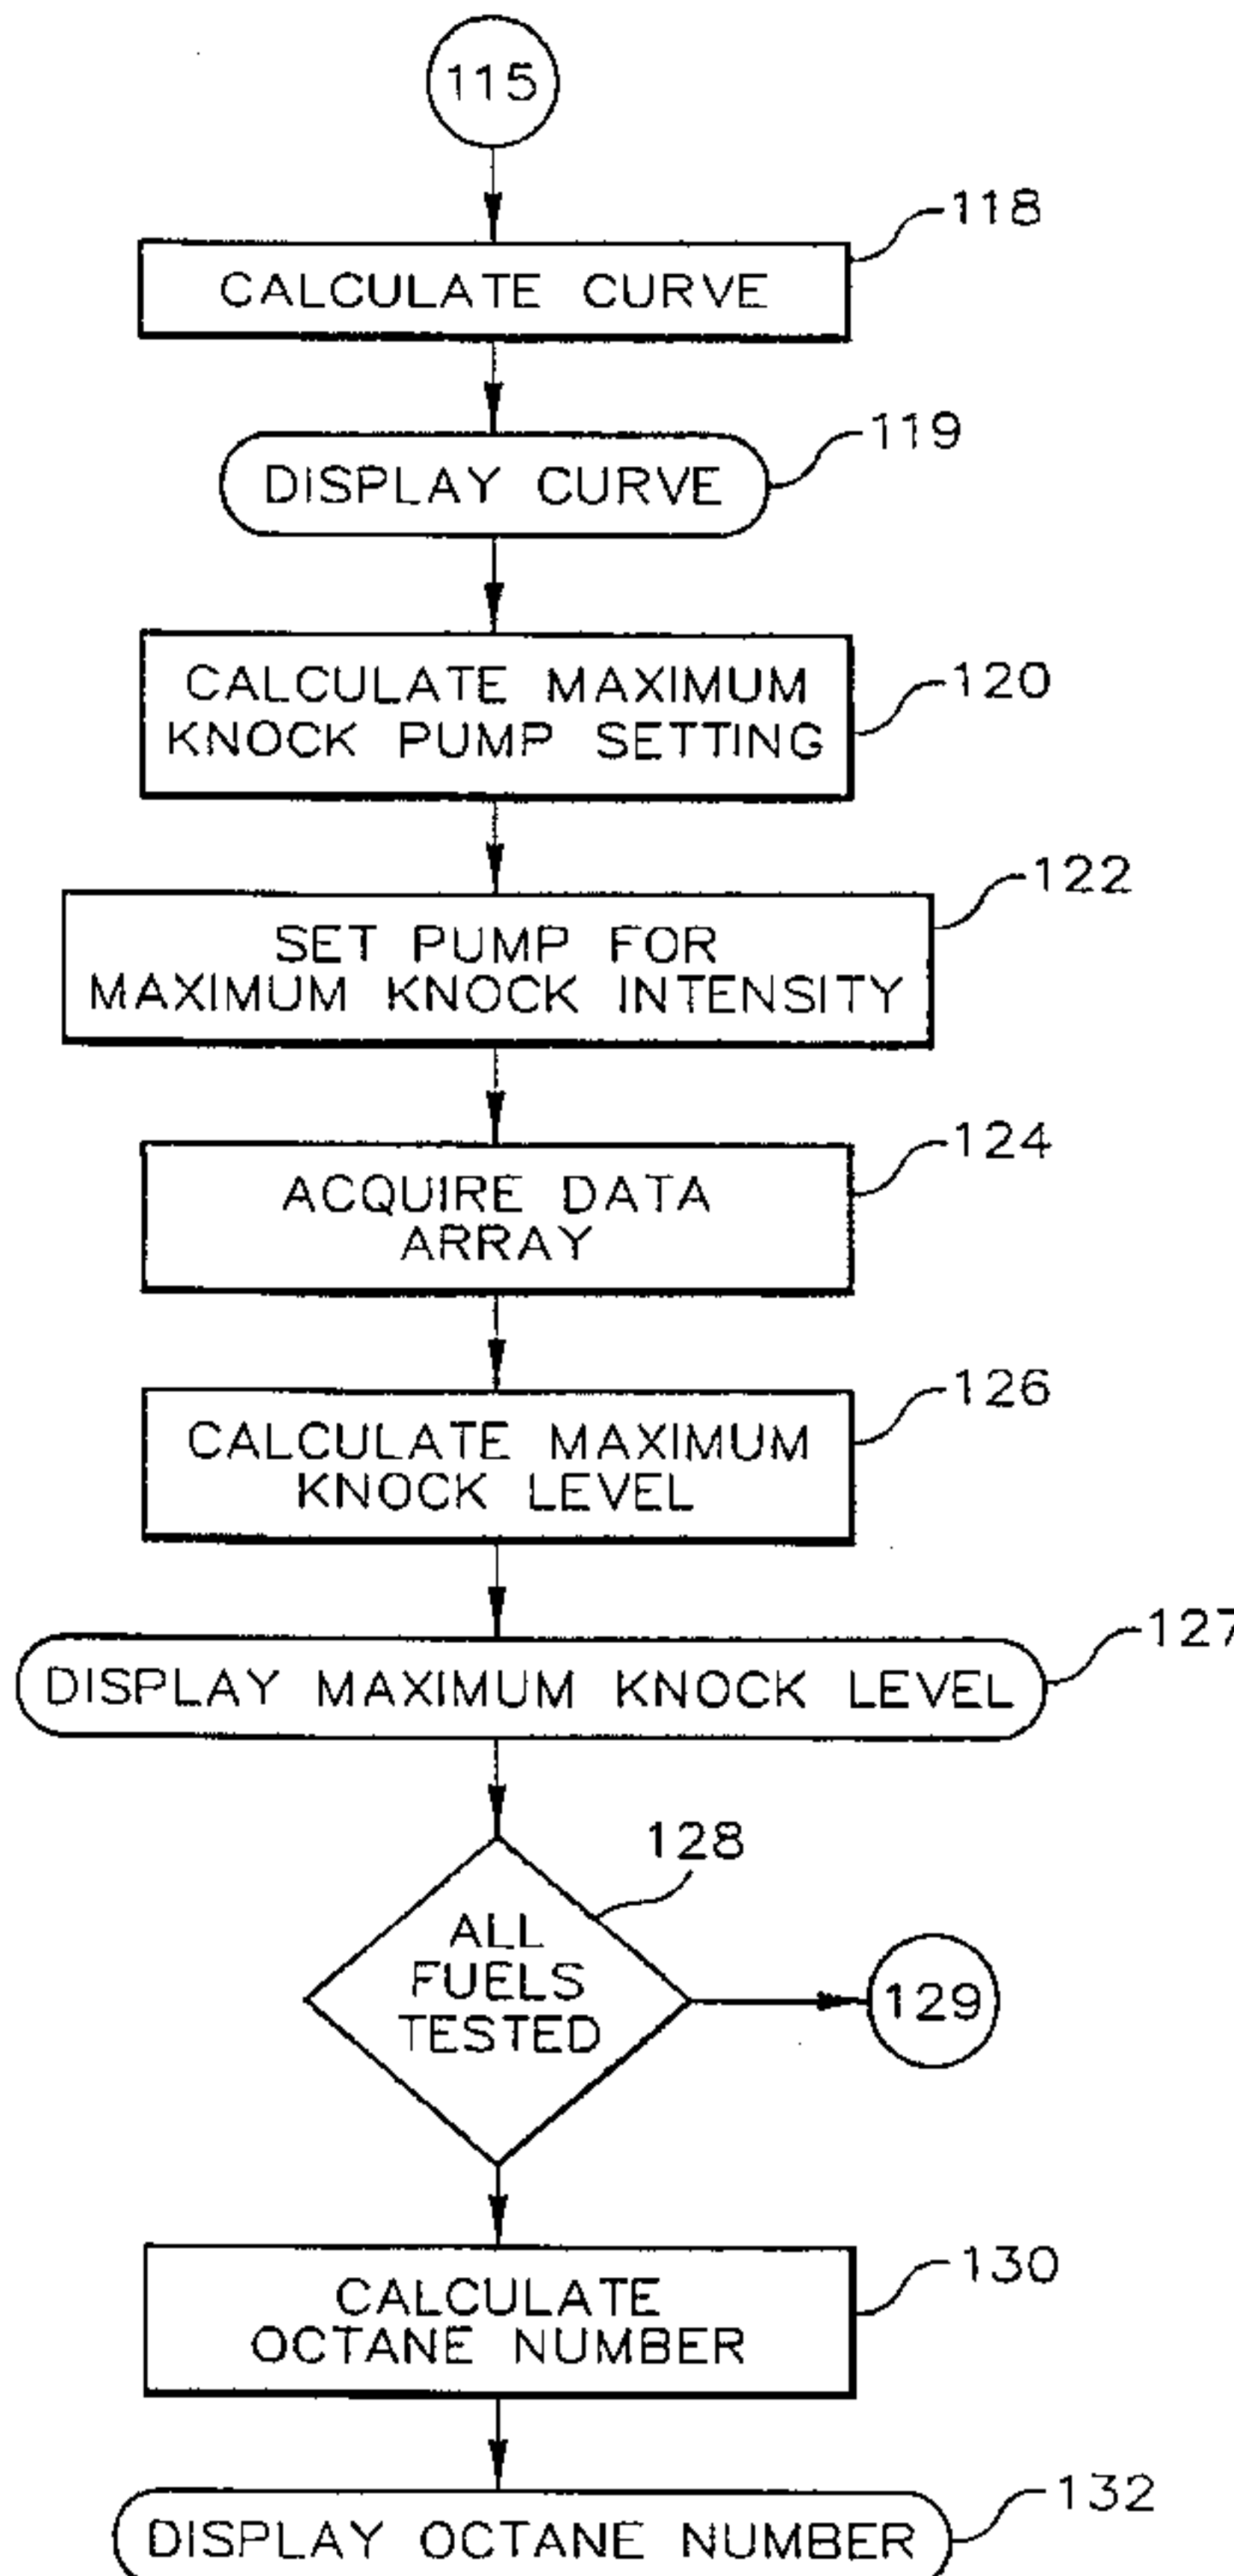 115
118
CALCULATE CURVE
119
DISPLAY CURVE
CALCULATE MAXIMUM
KNOCK PUMP SETTING
120
122
SET PUMP FOR
MAXIMUM KNOCK INTENSITY
124
ACQUIRE DATA
ARRAY
126
CALCULATE MAXIMUM
KNOCK LEVEL
127
DISPLAY MAXIMUM KNOCK LEVEL
128
ALL
FUELS
TESTED
129
130
CALCULATE
OCTANE NUMBER
132
DISPLAY OCTANE NUMBER